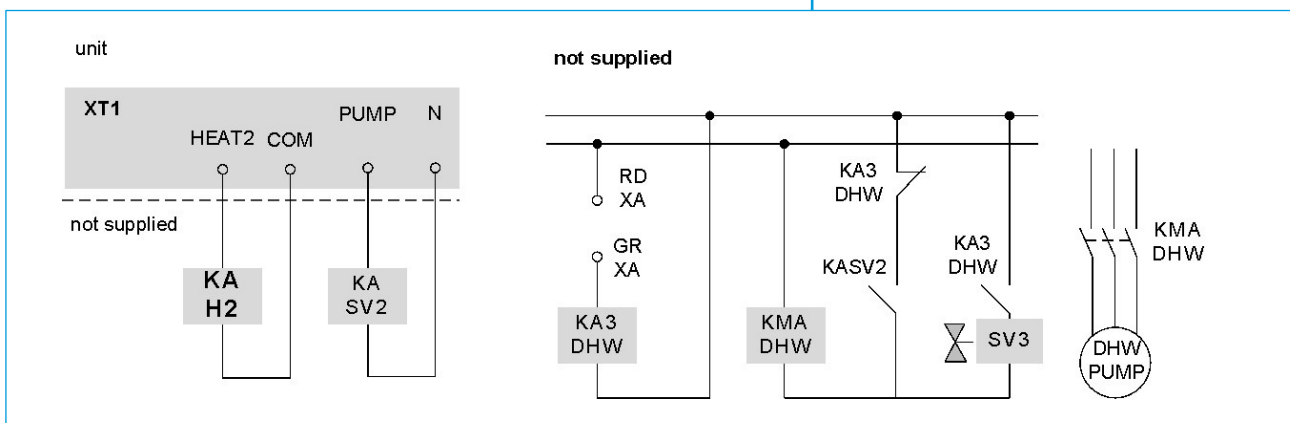 unit
XT1
HEAT2 COM
PUMP N
not supplied
KA
H2
KA
SV2
not supplied
RD
XA
GR
XA
KA3
DHW
KMA
DHW
KA3
DHW
KASV2
KA3
DHW
SV3
KMA
DHW
DHW
PUMP